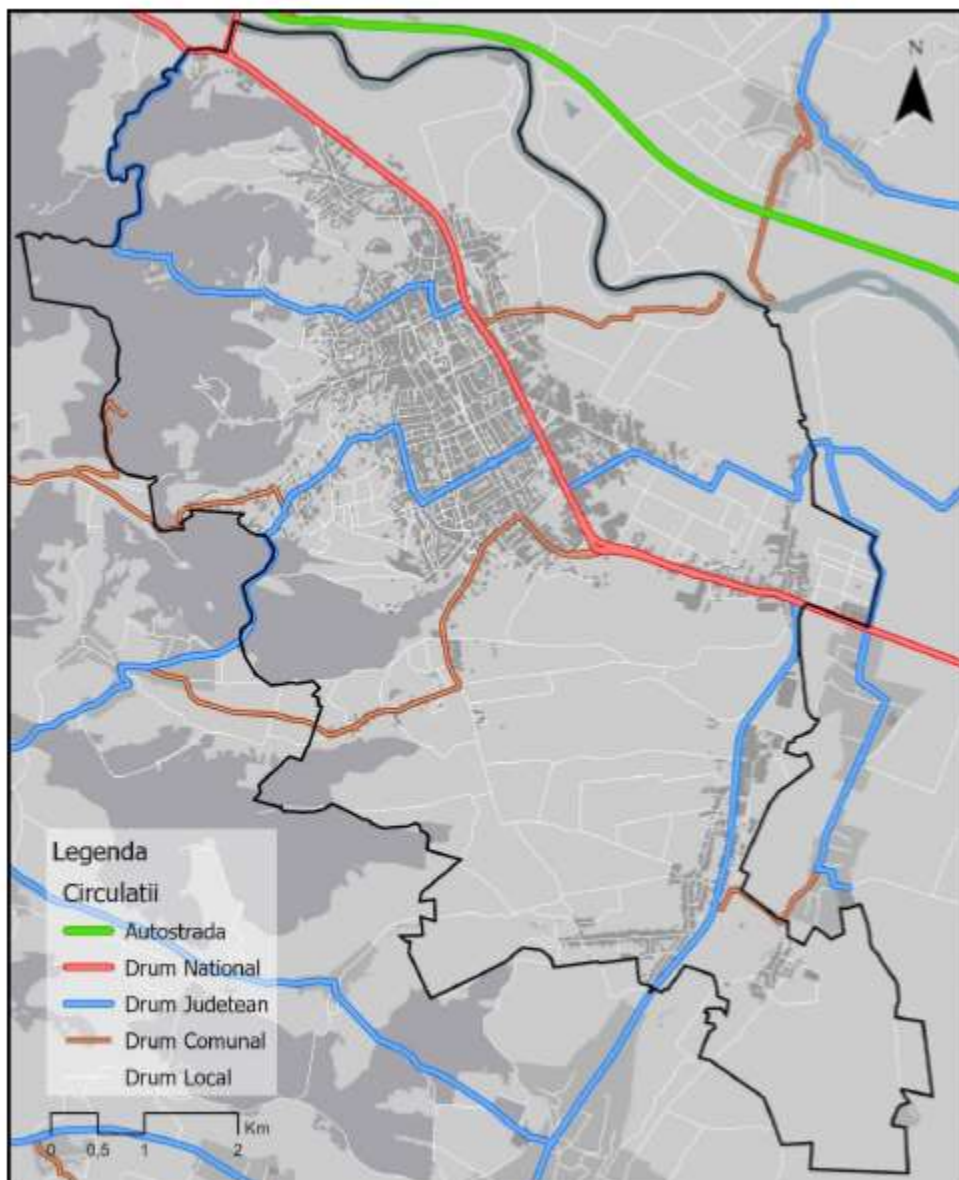 N
Legenda
Circulatii
Autostrada
Drum National
Drum Judetean
Drum Comunal
Drum Local
Km
0 0,5 1 2